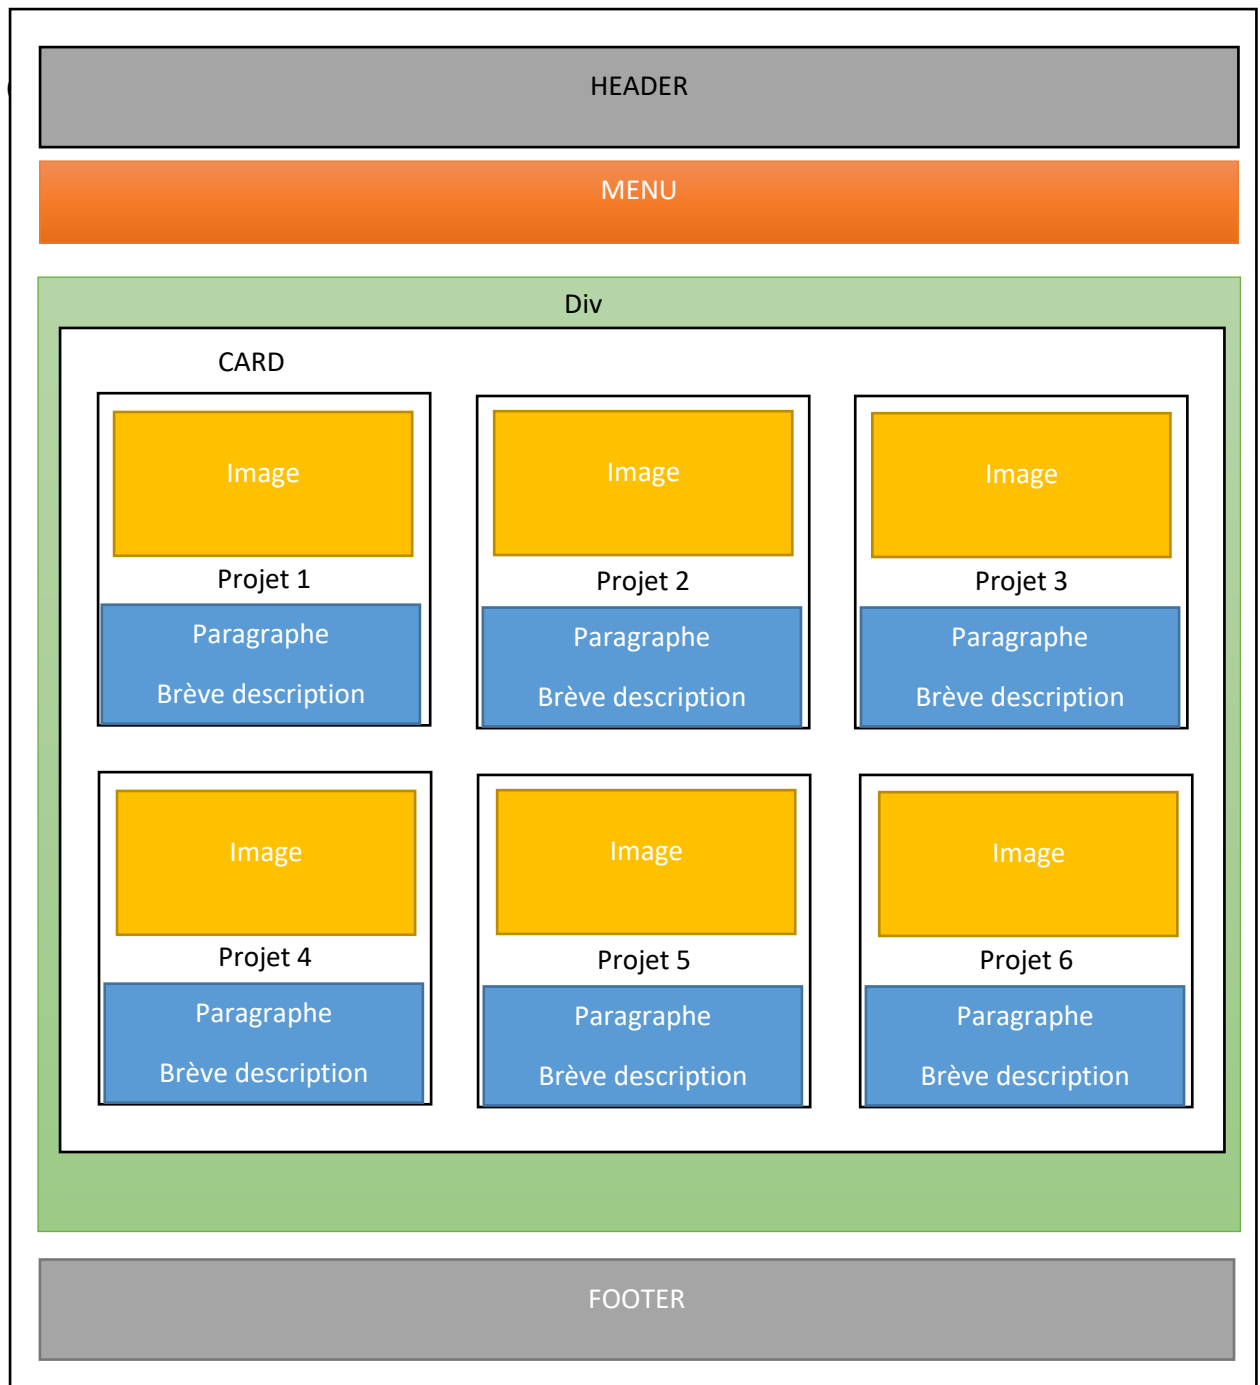 HEADER
MENU
Div
CARD
Image
Image
Image
Projet 1
Projet 2
Projet 3
Paragraphe
Brève description
Paragraphe
Brève description
Paragraphe
Brève description
Image
Image
Image
Projet 4
Projet 5
Projet 6
Paragraphe
Brève description
Paragraphe
Brève description
Paragraphe
Brève description
FOOTER